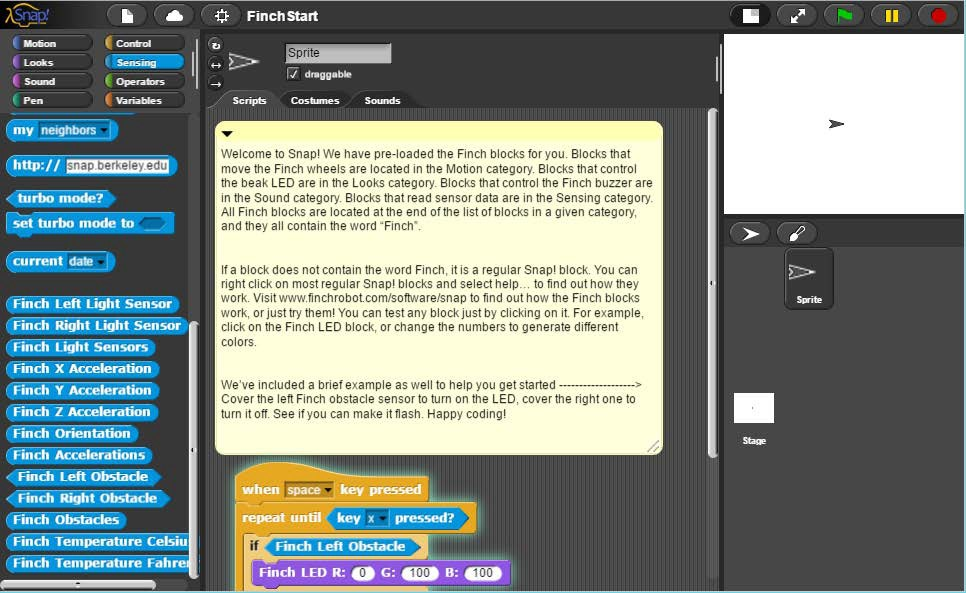 Snap!
FinchStart
Motion
Control
Looks
Sensing
Sound
Operators
Pen
Variables
my neighbors
http:// snap.berkeley.edu
turbo mode?
set turbo mode to
current date
Finch Left Light Sensor
Finch Right Light Sensor
Finch Light Sensors
Finch X Acceleration
Finch Y Acceleration
Finch Z Acceleration
Finch Orientation
Finch Accelerations
Finch Left Obstacle
Finch Right Obstacle
Finch Obstacles
Finch Temperature Celsiu
Finch Temperature Fahrer
Sprite
draggable
Scripts
Costumes
Sounds
Welcome to Snap! We have pre-loaded the Finch blocks for you. Blocks that
move the Finch wheels are located in the Motion category. Blocks that control
the beak LED are in the Looks category. Blocks that control the Finch buzzer are
in the Sound category. Blocks that read sensor data are in the Sensing category.
All Finch blocks are located at the end of the list of blocks in a given category,
and they all contain the word “Finch”.
If a block does not contain the word Finch, it is a regular Snap! block. You can
right click on most regular Snap! blocks and select help… to find out how they
work. Visit www.finchrobot.com/software/snap to find out how the Finch blocks
work, or just try them! You can test any block just by clicking on it. For example,
click on the Finch LED block, or change the numbers to generate different
colors.
We’ve included a brief example as well to help you get started ------------------->
Cover the left Finch obstacle sensor to turn on the LED, cover the right one to
turn it off. See if you can make it flash. Happy coding!
when space key pressed
repeat until key x pressed?
if Finch Left Obstacle
Finch LED R: 0 G: 100 B: 100
Sprite
Stage